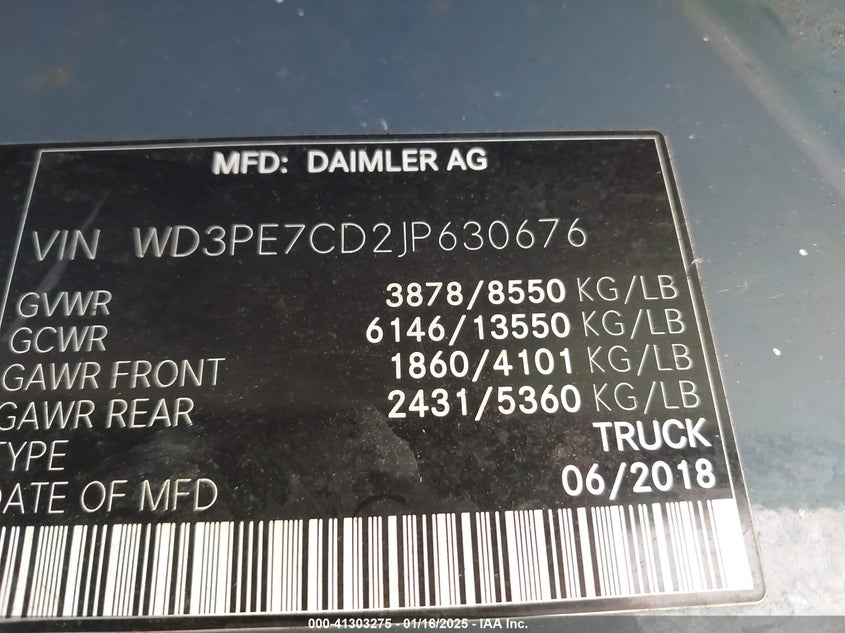 MFD: DAIMLER AG
VIN WD3PE7CD2JP630676
GVWR 3878/8550 KG/LB
GCWR 6146/13550 KG/LB
GAWR FRONT 1860/4101 KG/LB
GAWR REAR 2431/5360 KG/LB
TYPE TRUCK
DATE OF MFD 06/2018
000-41303275 - 01/16/2025 - IAA Inc.